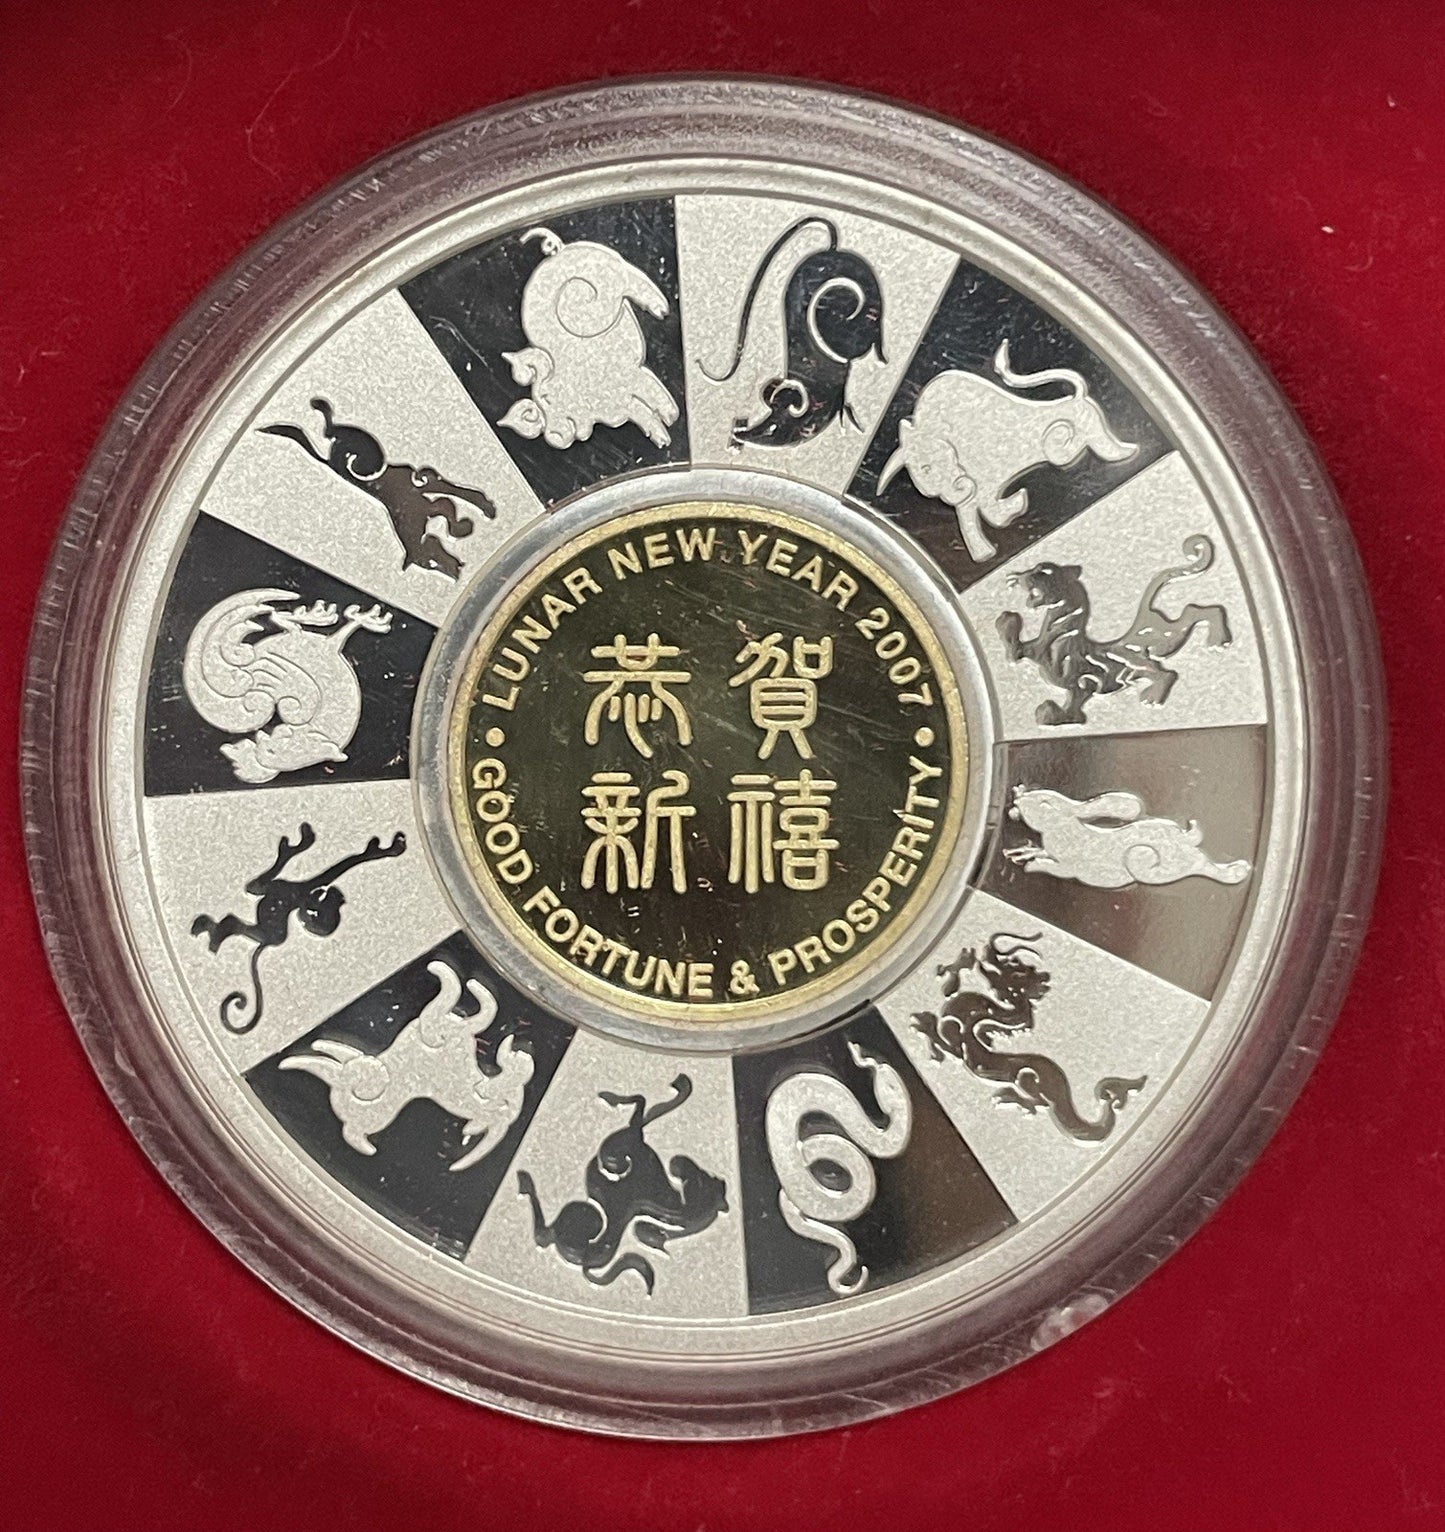 • LUNAR NEW YEAR 2007 •
恭賀
新禧
GOOD FORTUNE & PROSPERITY